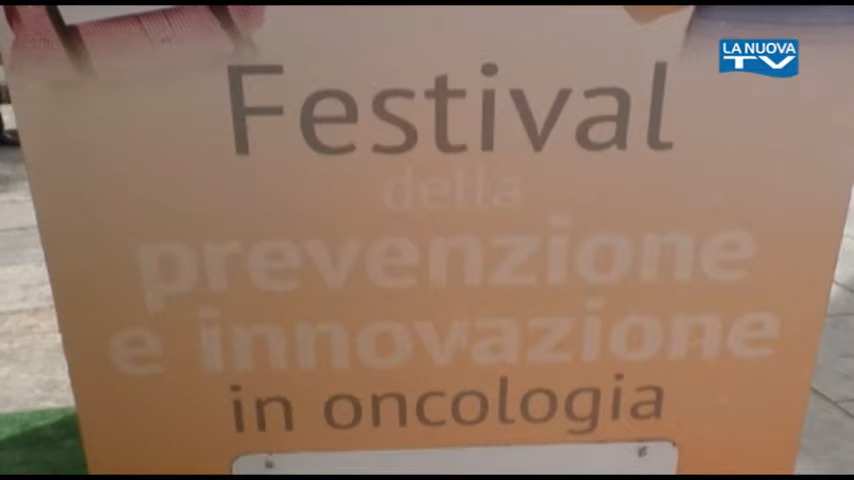 LA NUOVA
TV
Festival
della
prevenzione
e innovazione
in oncologia